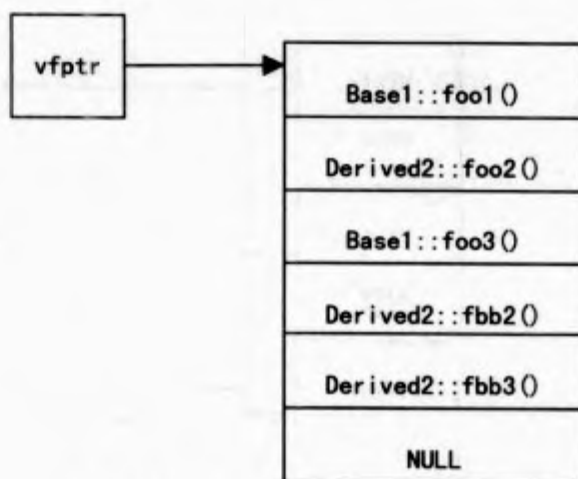 vfptr
Base1::foo1()
Derived2::foo2()
Base1::foo3()
Derived2::fbb2()
Derived2::fbb3()
NULL